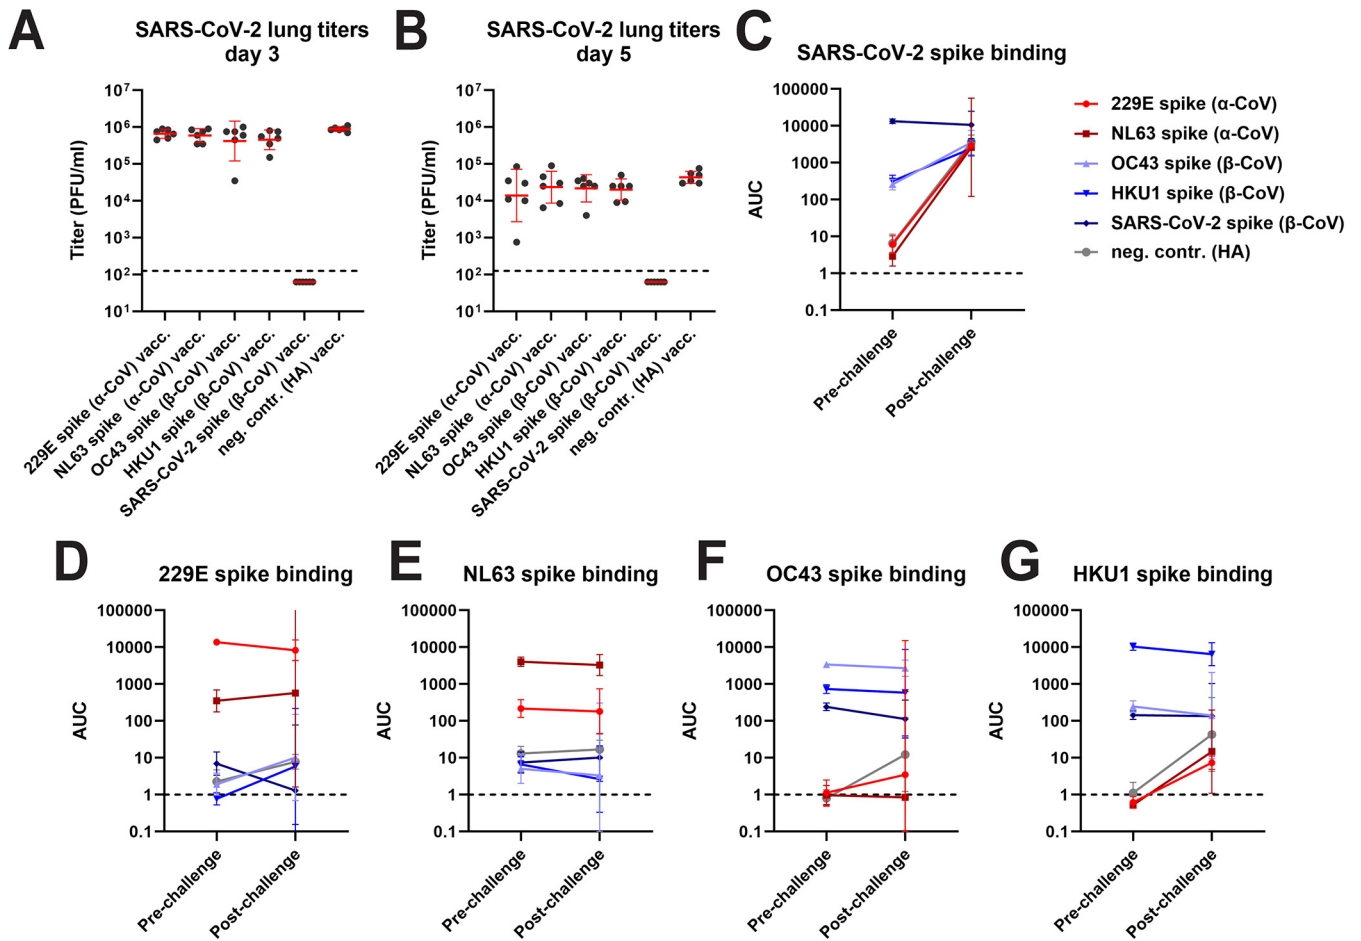 A
SARS-CoV-2 lung titers
day 3
Titer (PFU/ml)
10⁷
10⁶
10⁵
10⁴
10³
10²
10¹
229E spike (α-CoV) vacc.
NL63 spike (α-CoV) vacc.
OC43 spike (β-CoV) vacc.
HKU1 spike (β-CoV) vacc.
SARS-CoV-2 spike (β-CoV) vacc.
neg. contr. (HA) vacc.
B
SARS-CoV-2 lung titers
day 5
Titer (PFU/ml)
10⁷
10⁶
10⁵
10⁴
10³
10²
10¹
229E spike (α-CoV) vacc.
NL63 spike (α-CoV) vacc.
OC43 spike (β-CoV) vacc.
HKU1 spike (β-CoV) vacc.
SARS-CoV-2 spike (β-CoV) vacc.
neg. contr. (HA) vacc.
C
SARS-CoV-2 spike binding
AUC
100000
10000
1000
100
10
1
0.1
Pre-challenge
Post-challenge
229E spike (α-CoV)
NL63 spike (α-CoV)
OC43 spike (β-CoV)
HKU1 spike (β-CoV)
SARS-CoV-2 spike (β-CoV)
neg. contr. (HA)
D
229E spike binding
AUC
100000
10000
1000
100
10
1
0.1
Pre-challenge
Post-challenge
E
NL63 spike binding
AUC
100000
10000
1000
100
10
1
0.1
Pre-challenge
Post-challenge
F
OC43 spike binding
AUC
100000
10000
1000
100
10
1
0.1
Pre-challenge
Post-challenge
G
HKU1 spike binding
AUC
100000
10000
1000
100
10
1
0.1
Pre-challenge
Post-challenge